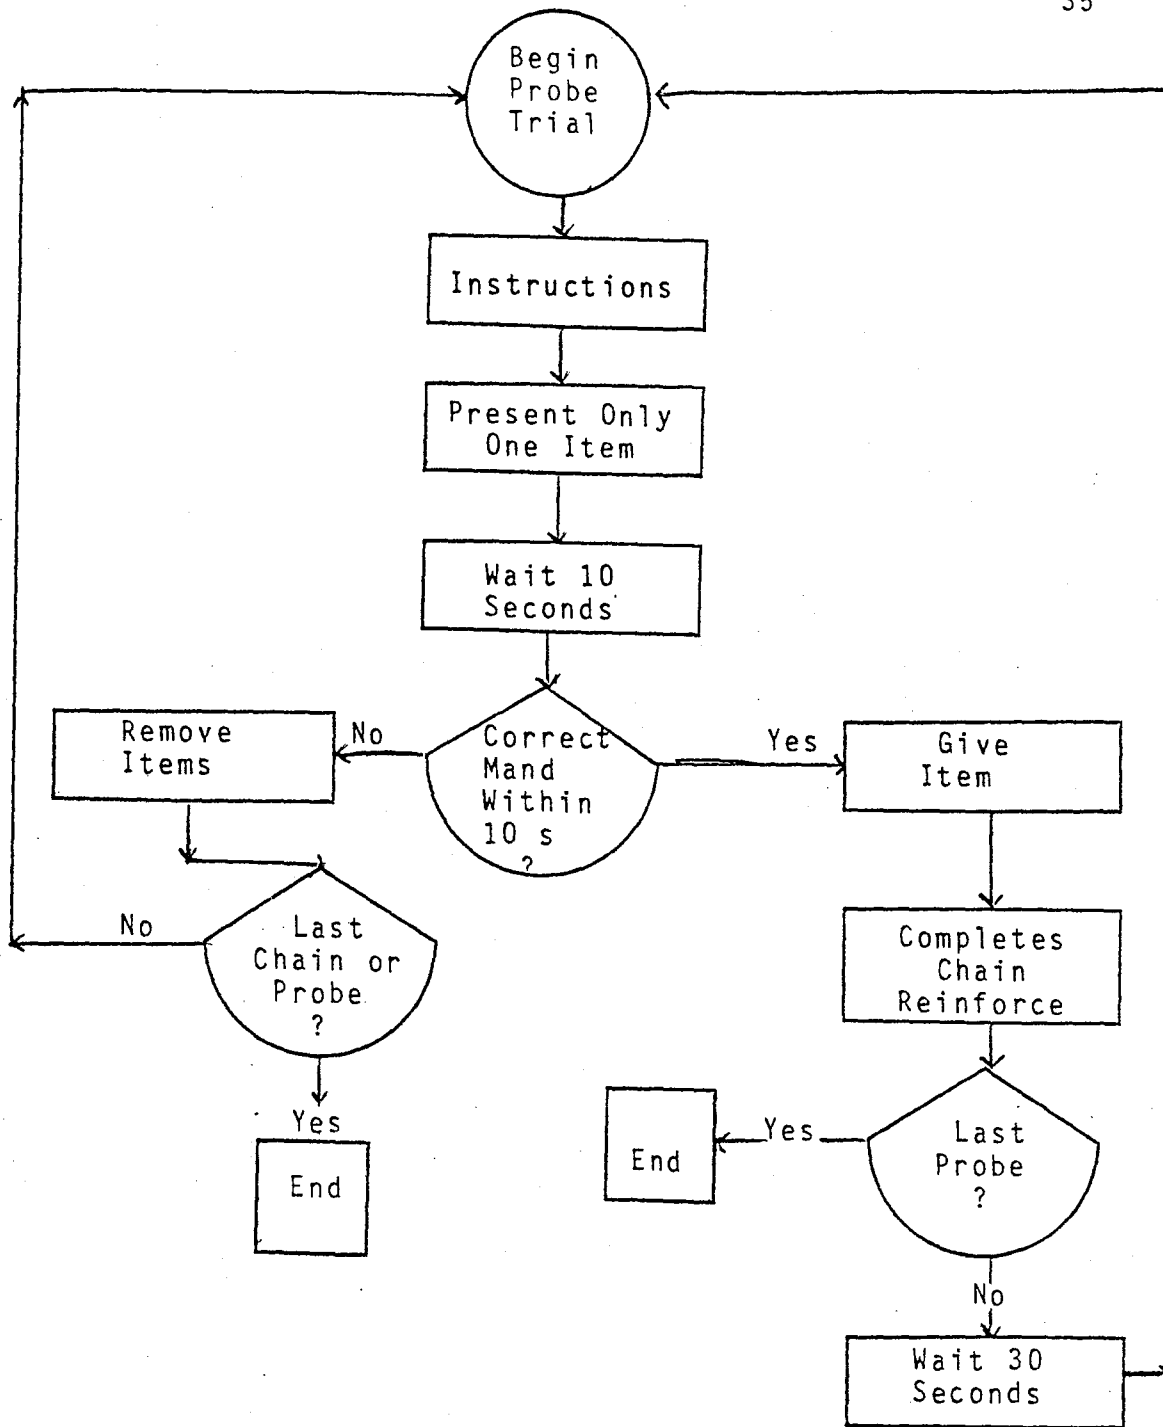 35
Begin
Probe
Trial
Instructions
Present Only
One Item
Wait 10
Seconds
Remove
Items
No
Correct
Mand
Within
10 s
?
Yes
Give
Item
No
Last
Chain or
Probe
?
Completes
Chain
Reinforce
Yes
End
End
Yes
Last
Probe
?
No
Wait 30
Seconds